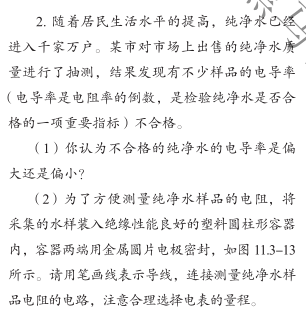 2. 随着居民生活水平的提高，纯净水已经
进入千家万户。某市对市场上出售的纯净水质
量进行了抽测，结果发现有不少样品的电导率
（电导率是电阻率的倒数，是检验纯净水是否合
格的一项重要指标）不合格。
（1）你认为不合格的纯净水的电导率是偏
大还是偏小？
（2）为了方便测量纯净水样品的电阻，将
采集的水样装入绝缘性能良好的塑料圆柱形容器
内，容器两端用金属圆片电极密封，如图 11.3–13
所示。请用笔画线表示导线，连接测量纯净水样
品电阻的电路，注意合理选择电表的量程。